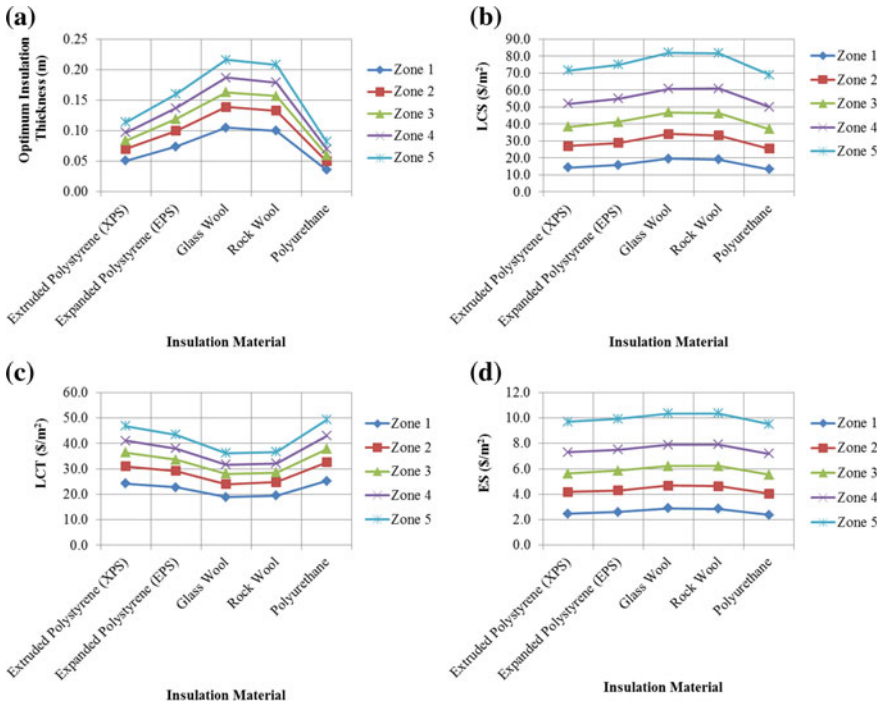 (a)
Optimum Insulation
Thickness (m)
0.25
0.20
0.15
0.10
0.05
0.00
Extruded Polystyrene (XPS)
Expanded Polystyrene (EPS)
Glass Wool
Rock Wool
Polyurethane
Insulation Material
Zone 1
Zone 2
Zone 3
Zone 4
Zone 5
(b)
LCS ($/m²)
90.0
80.0
70.0
60.0
50.0
40.0
30.0
20.0
10.0
0.0
Extruded Polystyrene (XPS)
Expanded Polystyrene (EPS)
Glass Wool
Rock Wool
Polyurethane
Insulation Material
Zone 1
Zone 2
Zone 3
Zone 4
Zone 5
(c)
LCT ($/m²)
60.0
50.0
40.0
30.0
20.0
10.0
0.0
Extruded Polystyrene (XPS)
Expanded Polystyrene (EPS)
Glass Wool
Rock Wool
Polyurethane
Insulation Material
Zone 1
Zone 2
Zone 3
Zone 4
Zone 5
(d)
ES ($/m²)
12.0
10.0
8.0
6.0
4.0
2.0
0.0
Extruded Polystyrene (XPS)
Expanded Polystyrene (EPS)
Glass Wool
Rock Wool
Polyurethane
Insulation Material
Zone 1
Zone 2
Zone 3
Zone 4
Zone 5